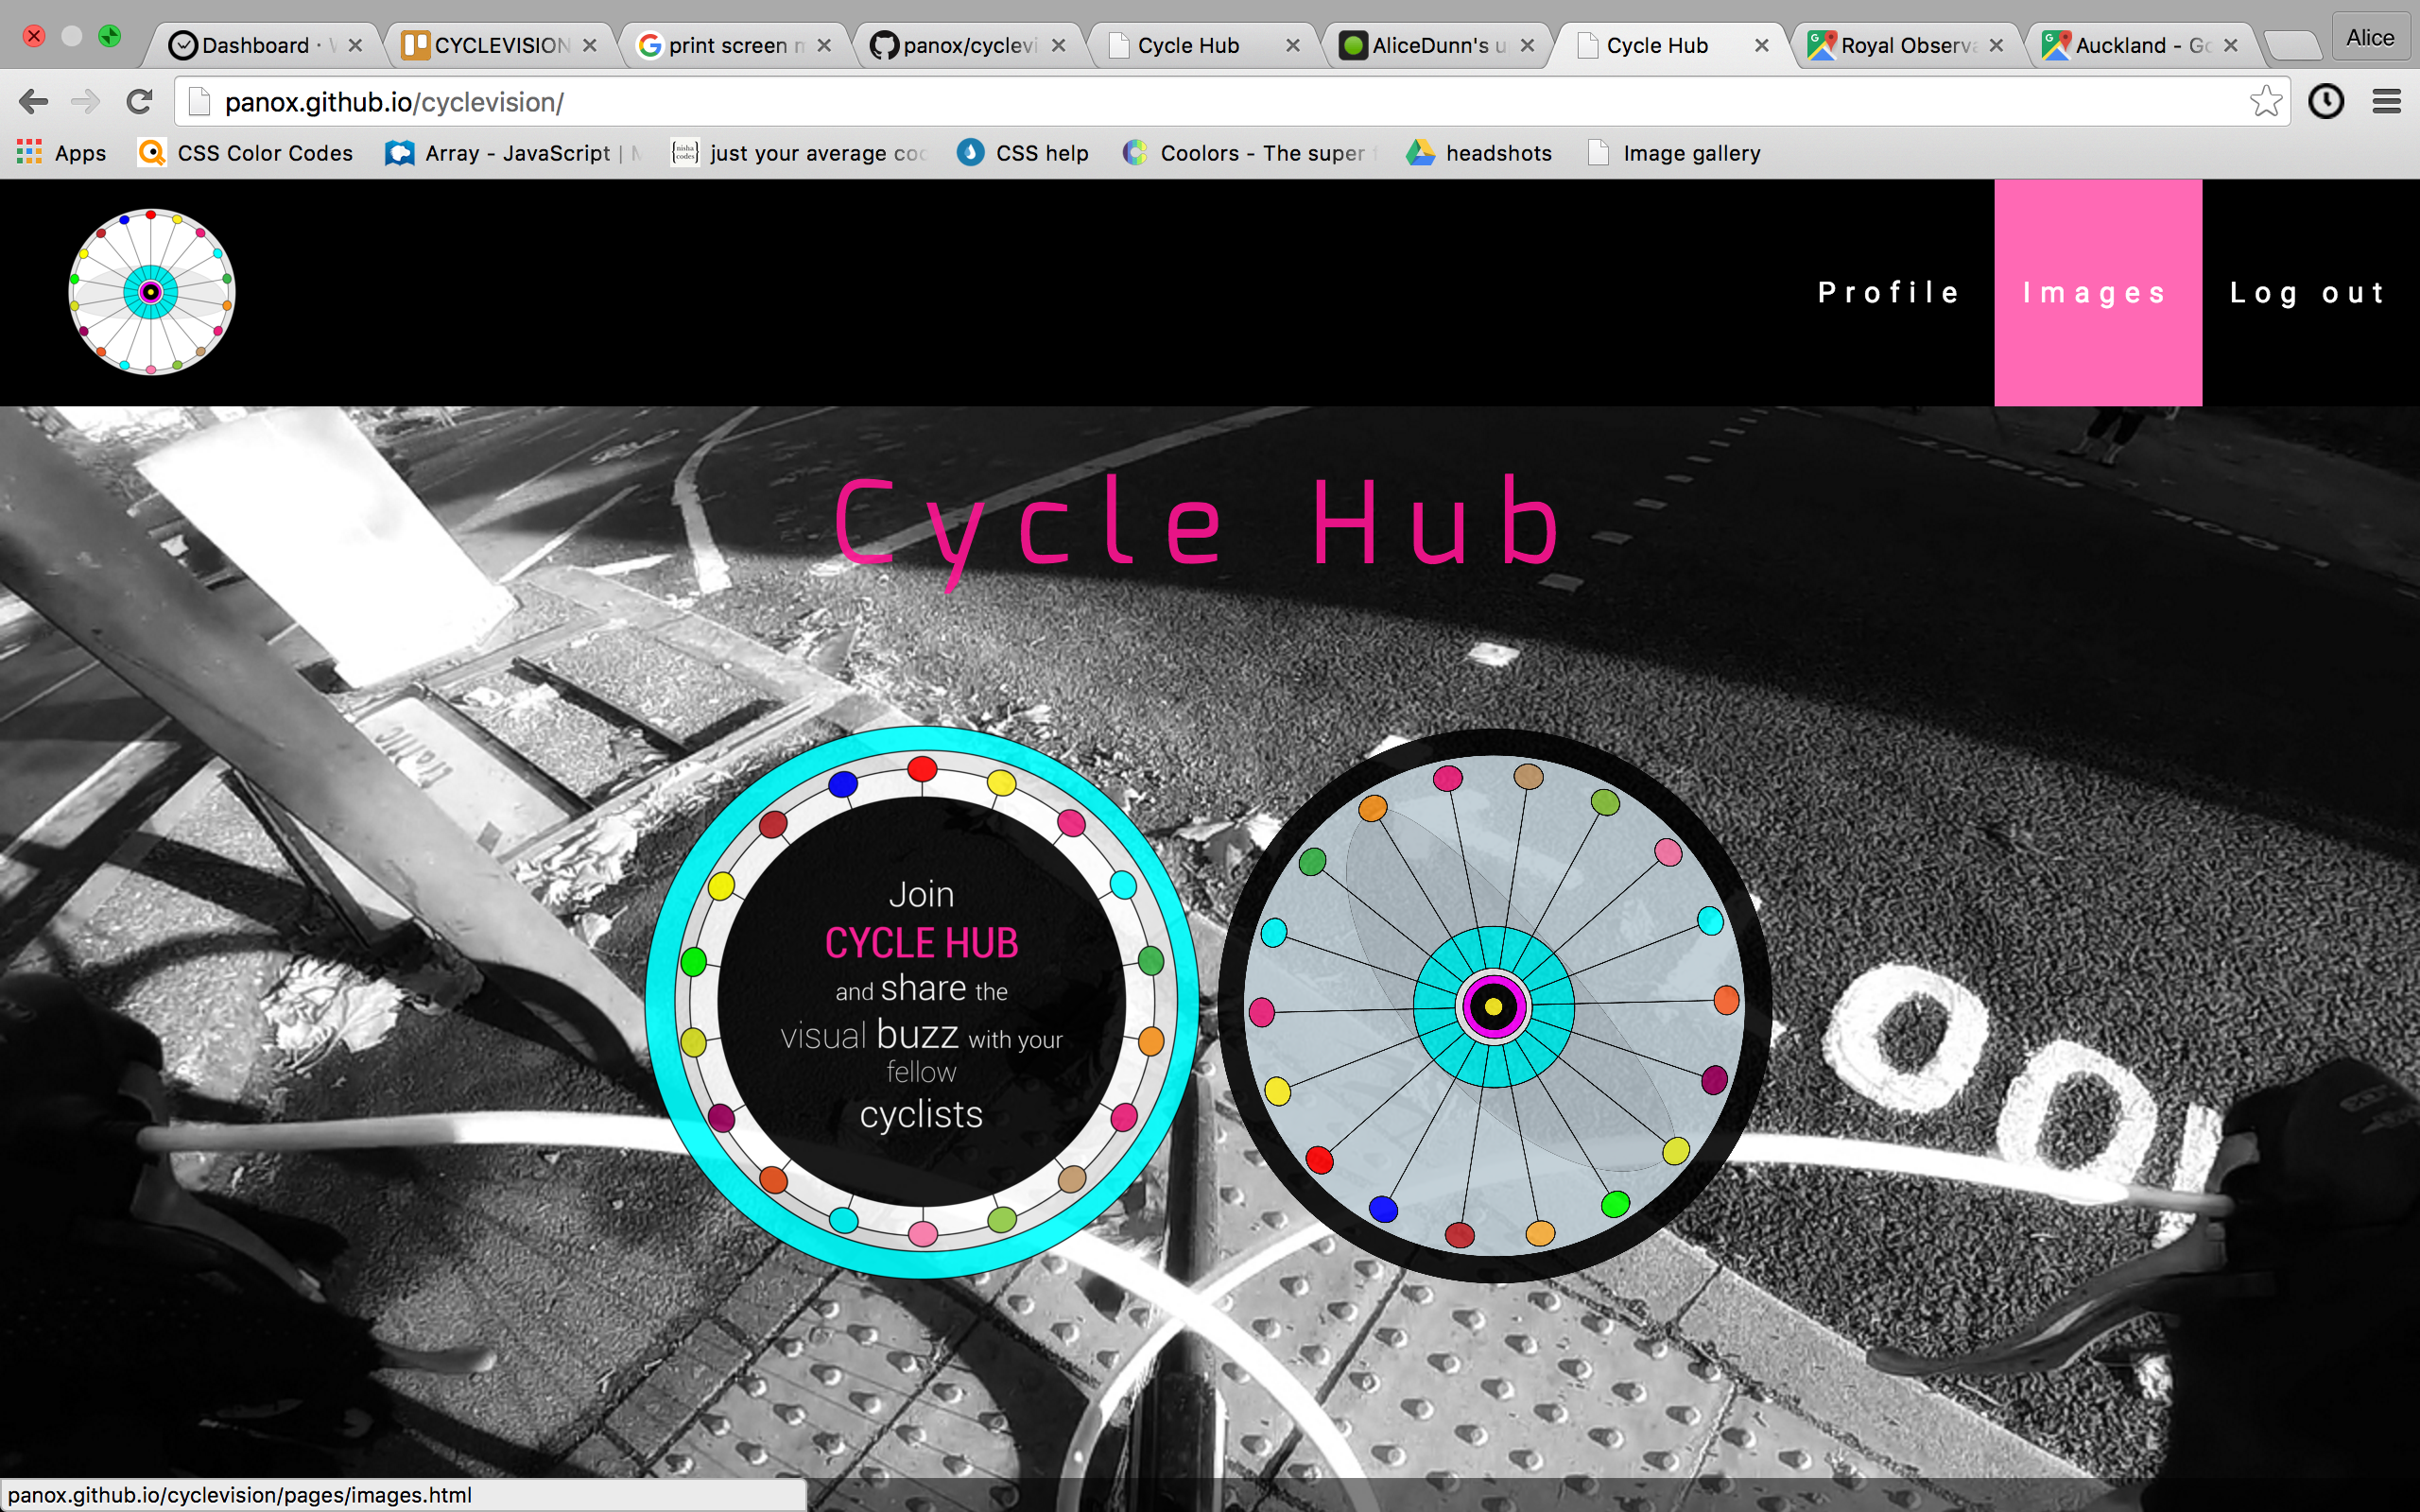 Dashboard ·
CYCLEVISION
print screen
panox/cyclevi
Cycle Hub
AliceDunn's
Cycle Hub
Royal Observa
Auckland -
Alice
panox.github.io/cyclevision/
Apps
CSS Color Codes
Array - JavaScript |
just your average
CSS help
Coolors - The super
headshots
Image gallery
Profile
Images
Log out
Cycle Hub
Join
CYCLE HUB
and share the
visual buzz with your
fellow
cyclists
panox.github.io/cyclevision/pages/images.html